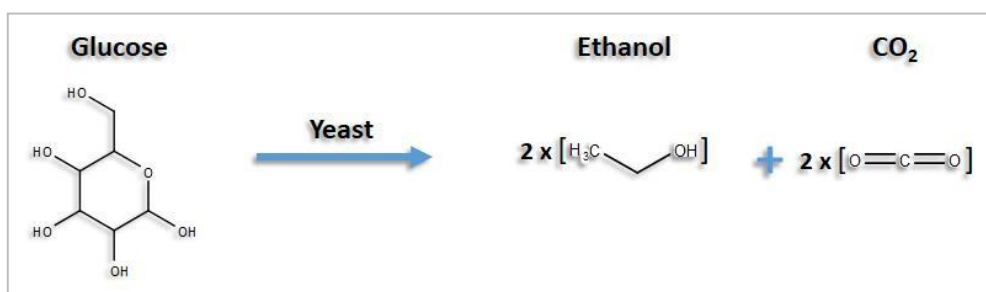 Glucose
Ethanol
CO₂
HO
HO
O
HO
OH
OH
Yeast
2 x [H₃C OH]
2 x [O C O]